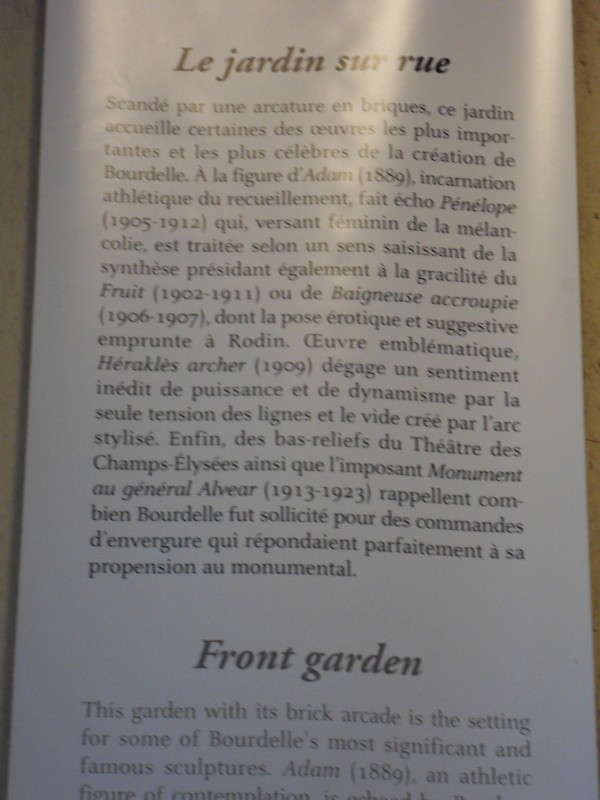 Le jardin sur rue
Scandé par une arcature en briques, ce jardin
accueille certaines des œuvres les plus impor-
tantes et les plus célèbres de la création de
Bourdelle. À la figure d'Adam (1889), incarnation
athlétique du recueillement, fait écho Pénélope
(1905-1912) qui, versant féminin de la mélan-
colie, est traitée selon un sens saisissant de la
synthèse présidant également à la gracilité du
Fruit (1902-1911) ou de Baigneuse accroupie
(1906-1907), dont la pose érotique et suggestive
emprunte à Rodin. Œuvre emblématique,
Héraklès archer (1909) dégage un sentiment
inédit de puissance et de dynamisme par la
seule tension des lignes et le vide créé par l'arc
stylisé. Enfin, des bas-reliefs du Théâtre des
Champs-Élysées ainsi que l'imposant Monument
au général Alvear (1913-1923) rappellent com-
bien Bourdelle fut sollicité pour des commandes
d'envergure qui répondaient parfaitement à sa
propension au monumental.
Front garden
This garden with its brick arcade is the setting
for some of Bourdelle's most significant and
famous sculptures. Adam (1889), an athletic
figure of contemplation, is echoed by